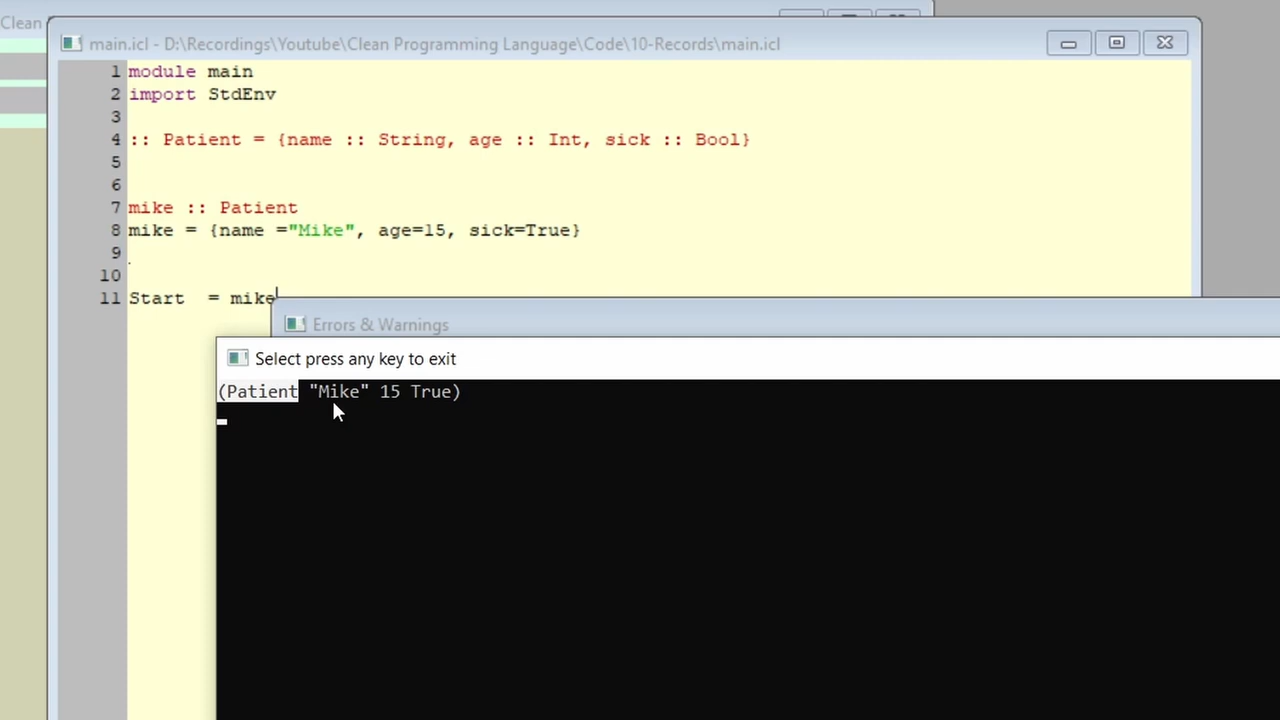 Clean
main.icl - D:\Recordings\Youtube\Clean Programming Language\Code\10-Records\main.icl
1 module main
2 import StdEnv
3
4 :: Patient = {name :: String, age :: Int, sick :: Bool}
5
6
7 mike :: Patient
8 mike = {name ="Mike", age=15, sick=True}
9
10
11 Start  = mike
Errors & Warnings
Select press any key to exit
(Patient "Mike" 15 True)